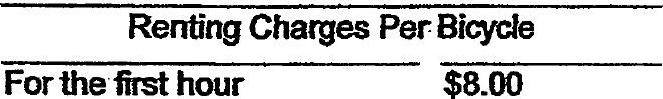 Renting Charges Per Bicycle
For the first hour $8.00